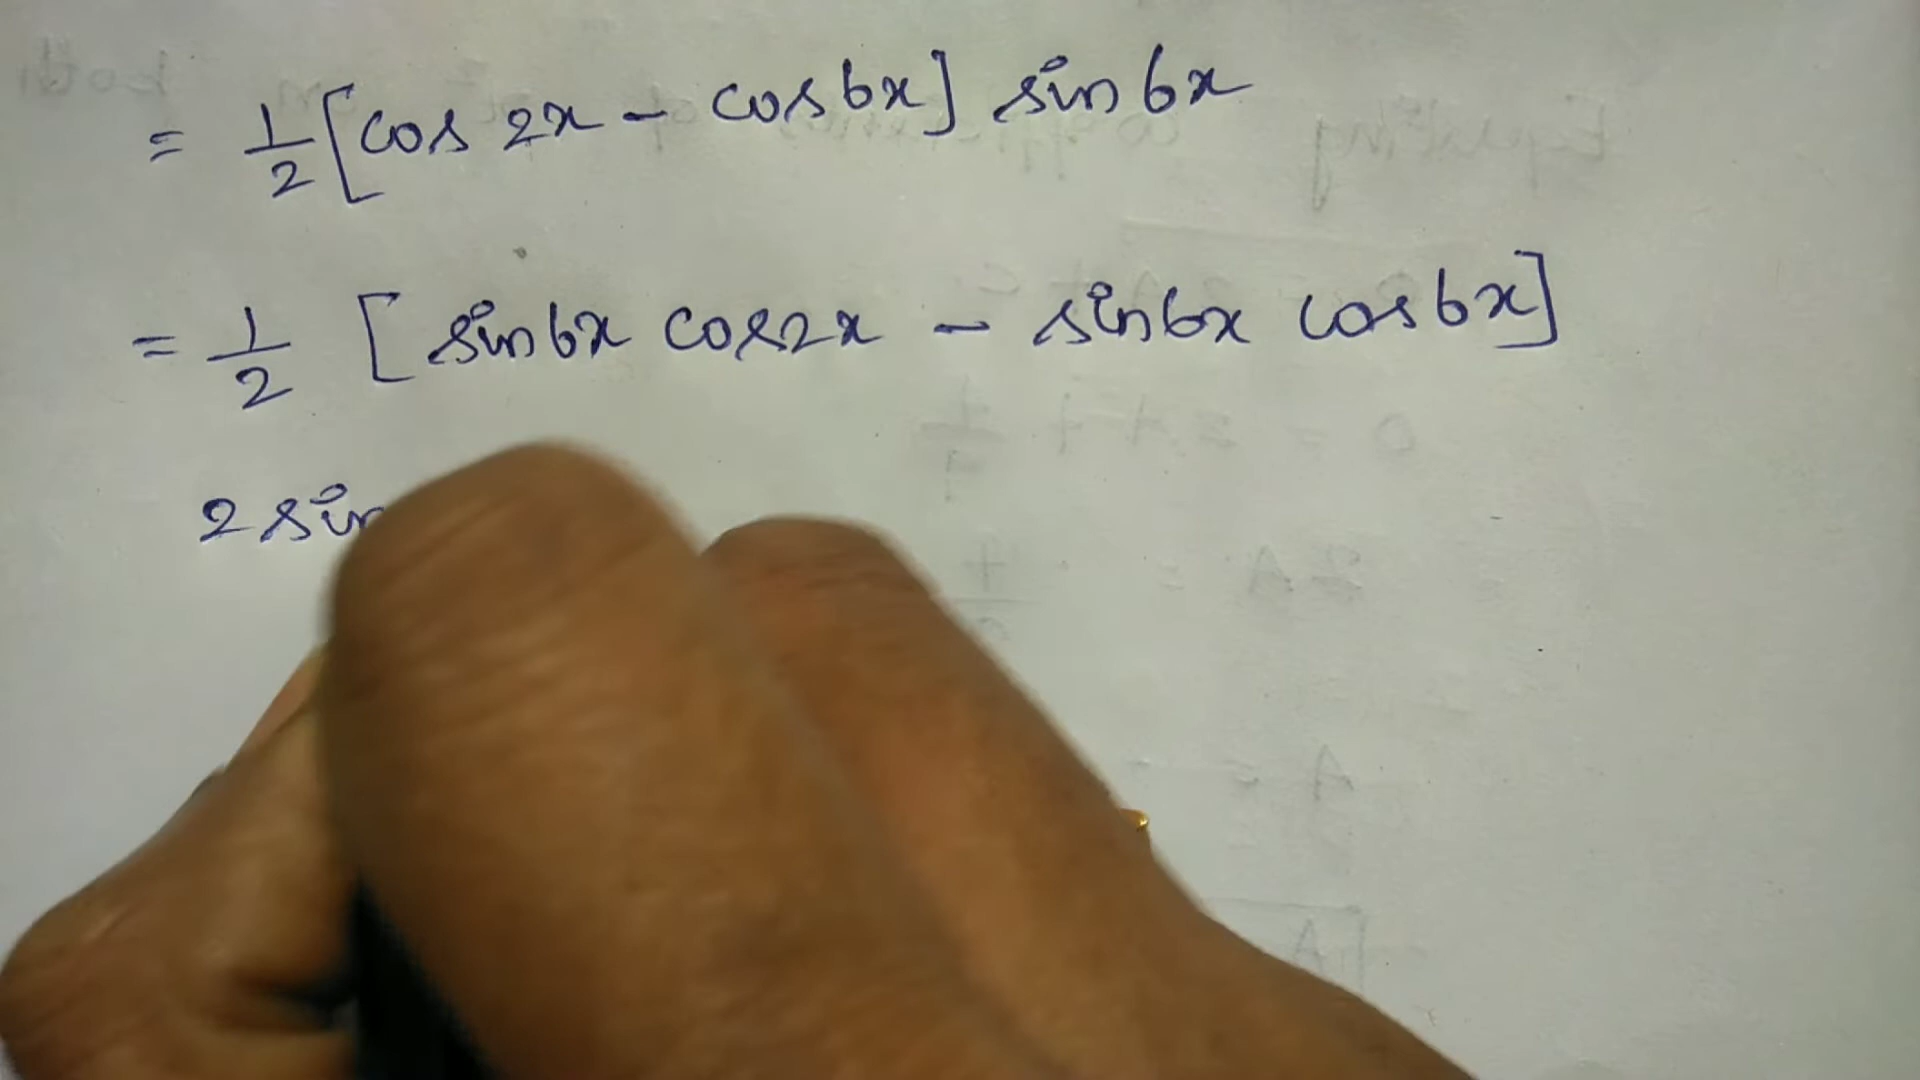 = 1/2 [cos 2x - cos 6x] sin 6x
= 1/2 [sin 6x cos 2x - sin 6x cos 6x]
2 sin